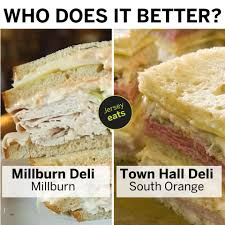 WHO DOES IT BETTER?
Jersey
eats
Millburn Deli
Millburn
Town Hall Deli
South Orange